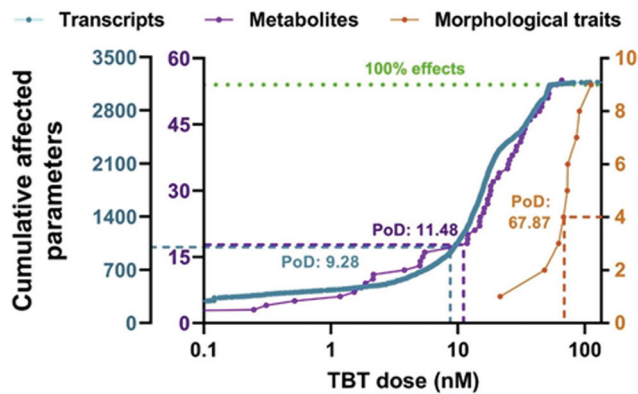 Transcripts Metabolites Morphological traits
3500 60 10
100% effects
2800 8
45
2100 6
30 PoD:
67.87
1400 PoD: 11.48 4
15 PoD: 9.28
700 2
0 0 0
0.1 1 10 100
TBT dose (nM)
Cumulative affected
parameters